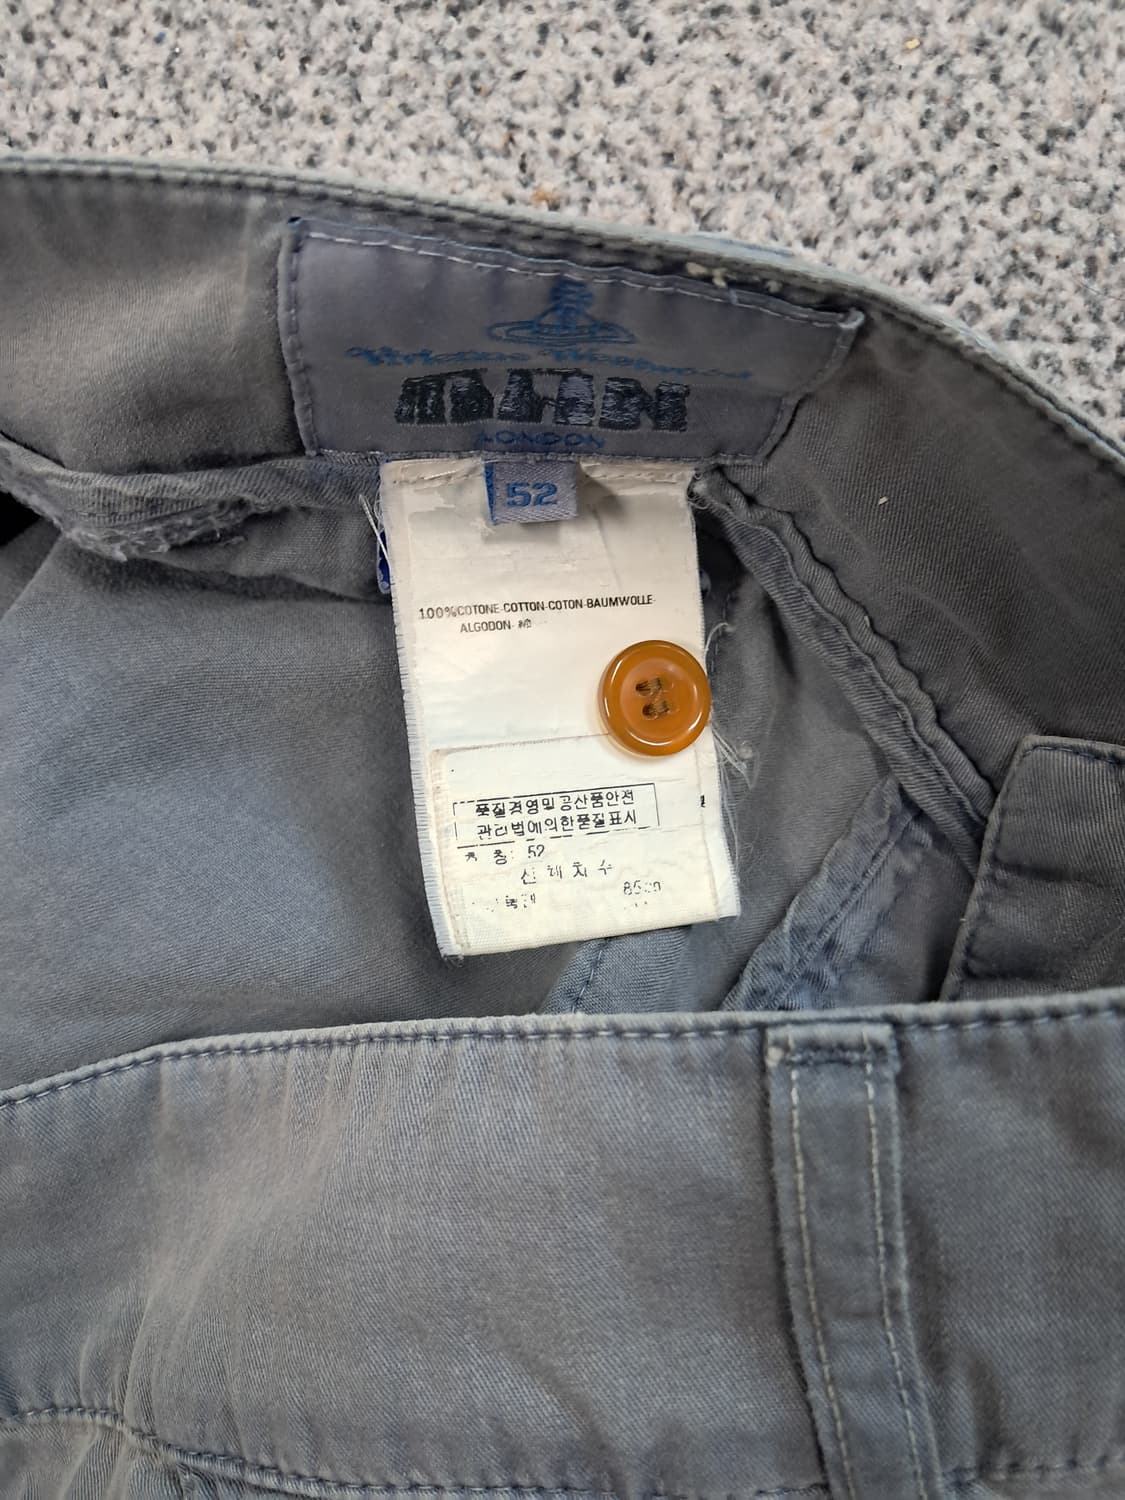 Vivienne Westwood
MAN
LONDON
52
100%COTONE-COTTON-COTON-BAUMWOLLE-
ALGODON-
품질경영및공산품안전
관리법에의한품질표시
52
신체치수